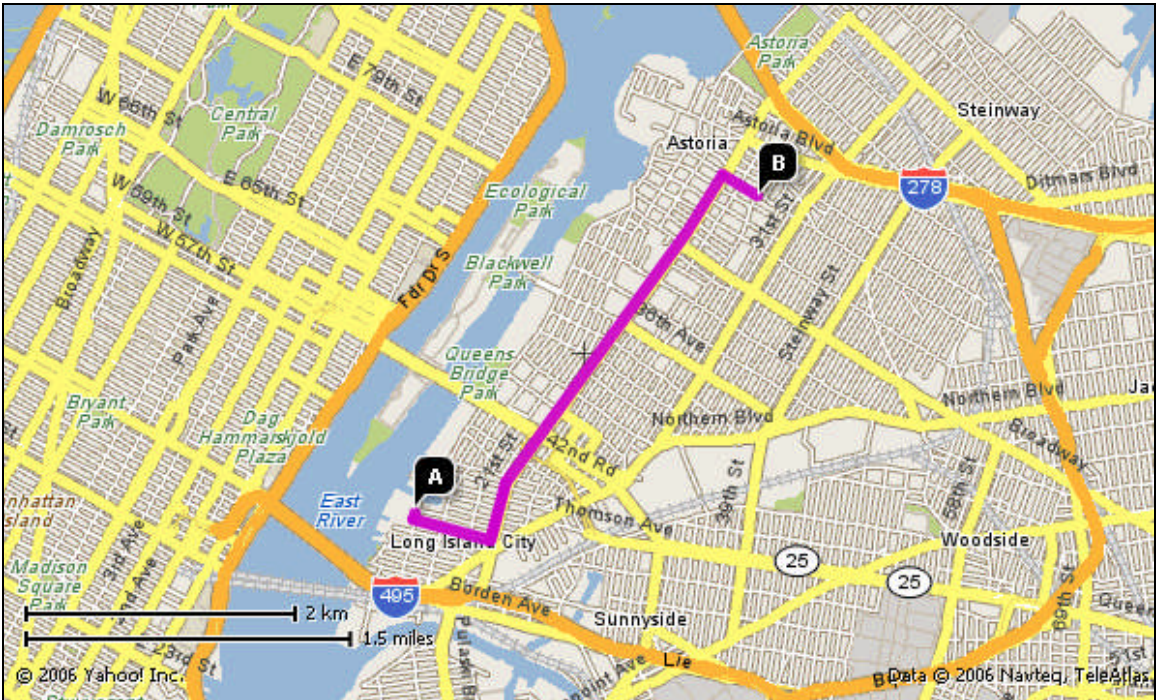 Astoria
Park
Steinway
E 79th St
W 66th St
Central
Park
Damrosch
Park
Astoria Blvd
Astoria
B
278
Ditmars Blvd
E 65th St
W 59th St
W 57th St
Ecological
Park
31st St
Broadway
Fdr Dr S
Blackwell
Park
Park Ave
30th Ave
Steinway St
Queens
Bridge
Park
Bryant
Park
Dag
Hammarskjold
Plaza
Northern Blvd
Northern Blvd
Broadway
21st St
42nd Rd
A
39th St
58th St
East
River
Thomson Ave
Long Island City
Woodside
3rd Ave
Madison
Square
Park
25
25
69th St
495
Borden Ave
Sunnyside
2 km
1.5 miles
23rd St
Lie
© 2006 Yahoo! Inc.
Data © 2006 Navteq, TeleAtlas